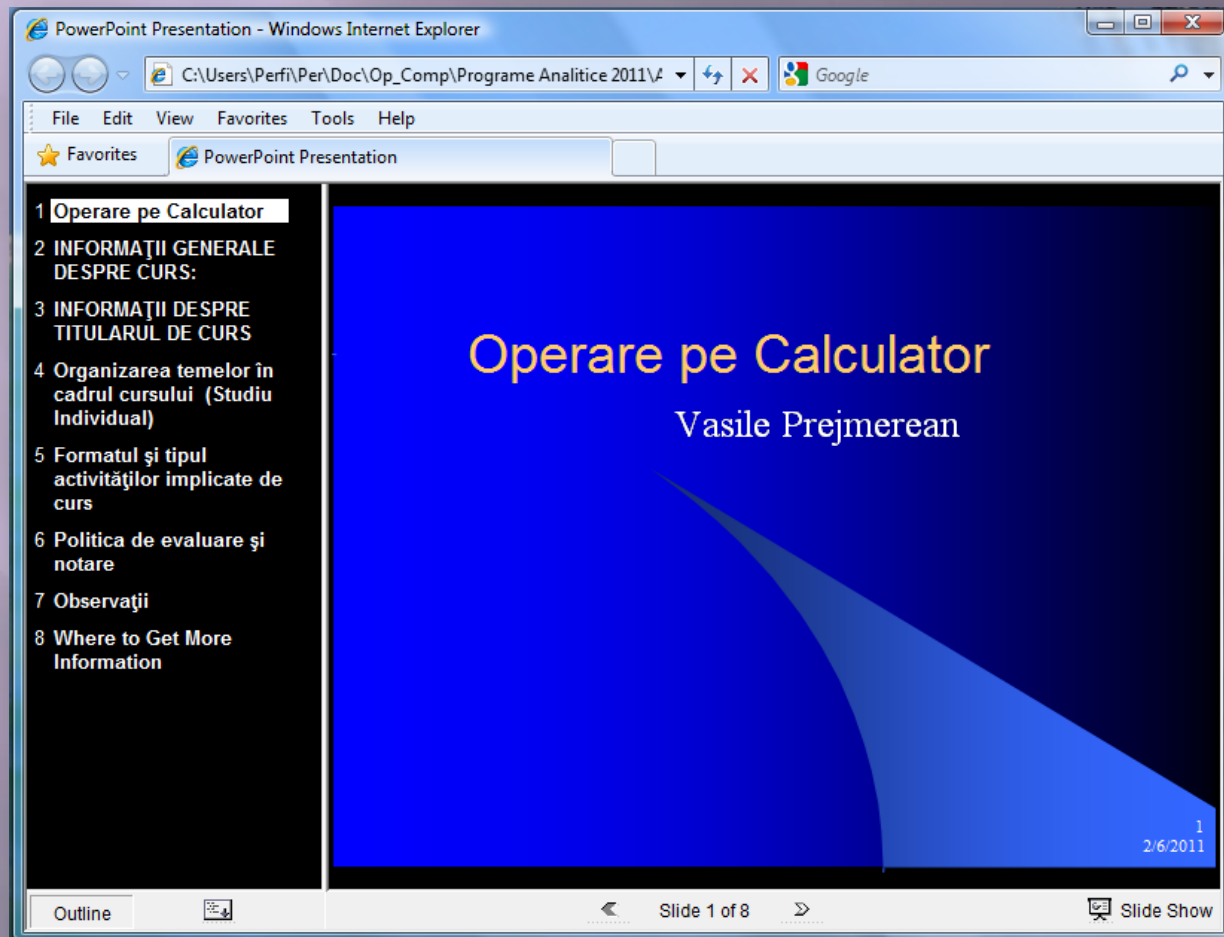 PowerPoint Presentation - Windows Internet Explorer
C:\Users\Perfi\Per\Doc\Op_Comp\Programe Analitice 2011\A
Google
File Edit View Favorites Tools Help
Favorites
PowerPoint Presentation
1 Operare pe Calculator
2 INFORMAŢII GENERALE
DESPRE CURS:
3 INFORMAŢII DESPRE
TITULARUL DE CURS
4 Organizarea temelor în
cadrul cursului (Studiu
Individual)
5 Formatul şi tipul
activităţilor implicate de
curs
6 Politica de evaluare şi
notare
7 Observaţii
8 Where to Get More
Information
Operare pe Calculator
Vasile Prejmerean
1
2/6/2011
Outline
Slide 1 of 8
Slide Show